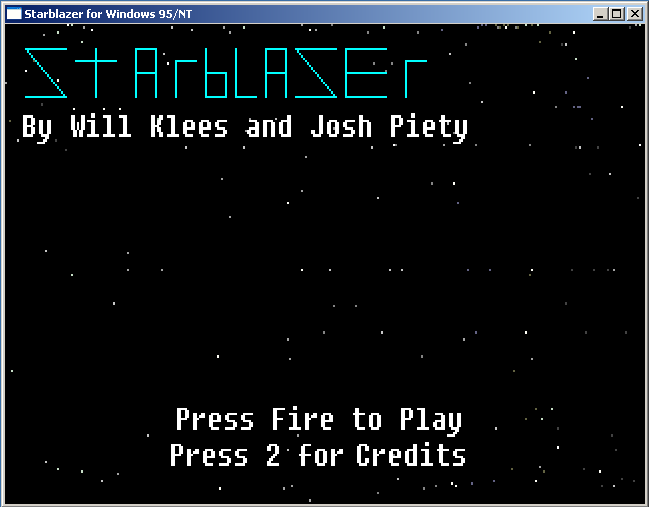 Starblazer for Windows 95/NT
StArbLAZEr
By Will Klees and Josh Piety
Press Fire to Play
Press 2 for Credits